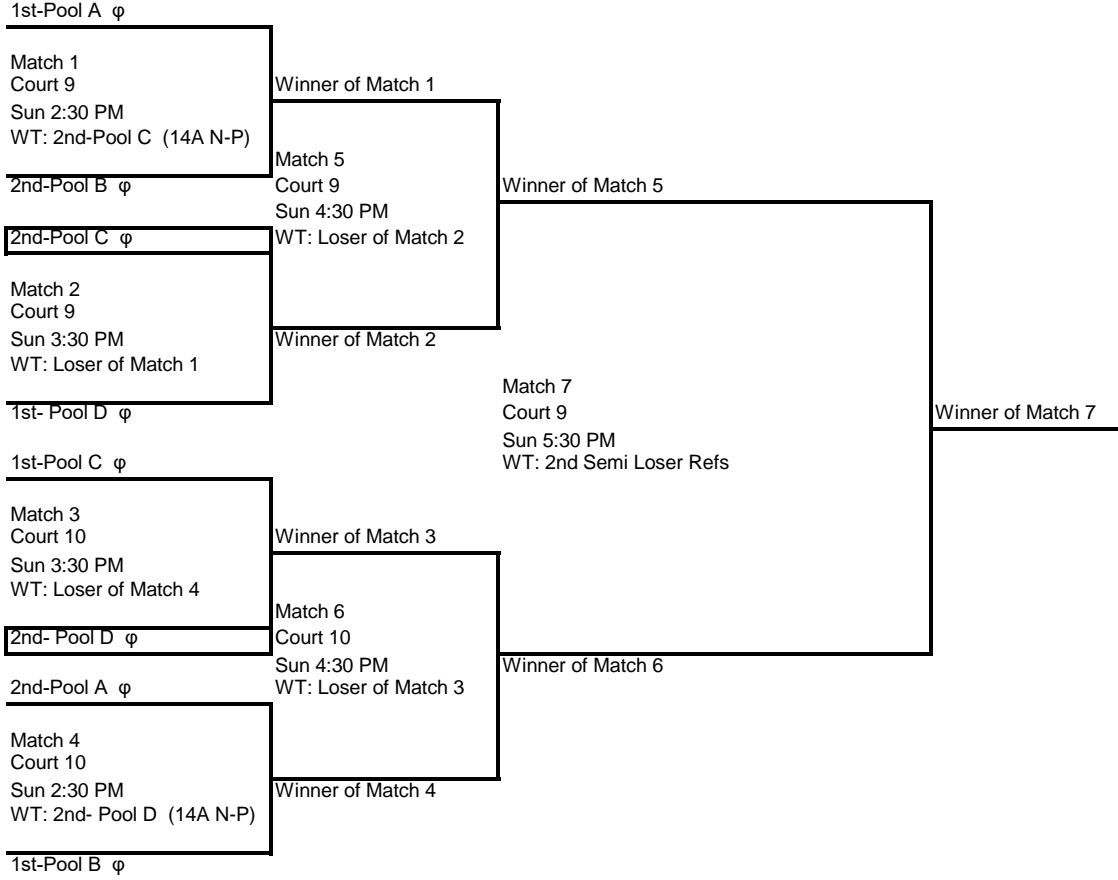 1st-Pool A φ
Match 1
Court 9
Sun 2:30 PM
WT: 2nd-Pool C (14A N-P)
2nd-Pool B φ
2nd-Pool C φ
Match 2
Court 9
Sun 3:30 PM
WT: Loser of Match 1
1st- Pool D φ
1st-Pool C φ
Match 3
Court 10
Sun 3:30 PM
WT: Loser of Match 4
2nd- Pool D φ
2nd-Pool A φ
Match 4
Court 10
Sun 2:30 PM
WT: 2nd- Pool D (14A N-P)
1st-Pool B φ
Winner of Match 1
Match 5
Court 9
Sun 4:30 PM
WT: Loser of Match 2
Winner of Match 2
Winner of Match 3
Match 6
Court 10
Sun 4:30 PM
WT: Loser of Match 3
Winner of Match 4
Winner of Match 5
Match 7
Court 9
Sun 5:30 PM
WT: 2nd Semi Loser Refs
Winner of Match 6
Winner of Match 7